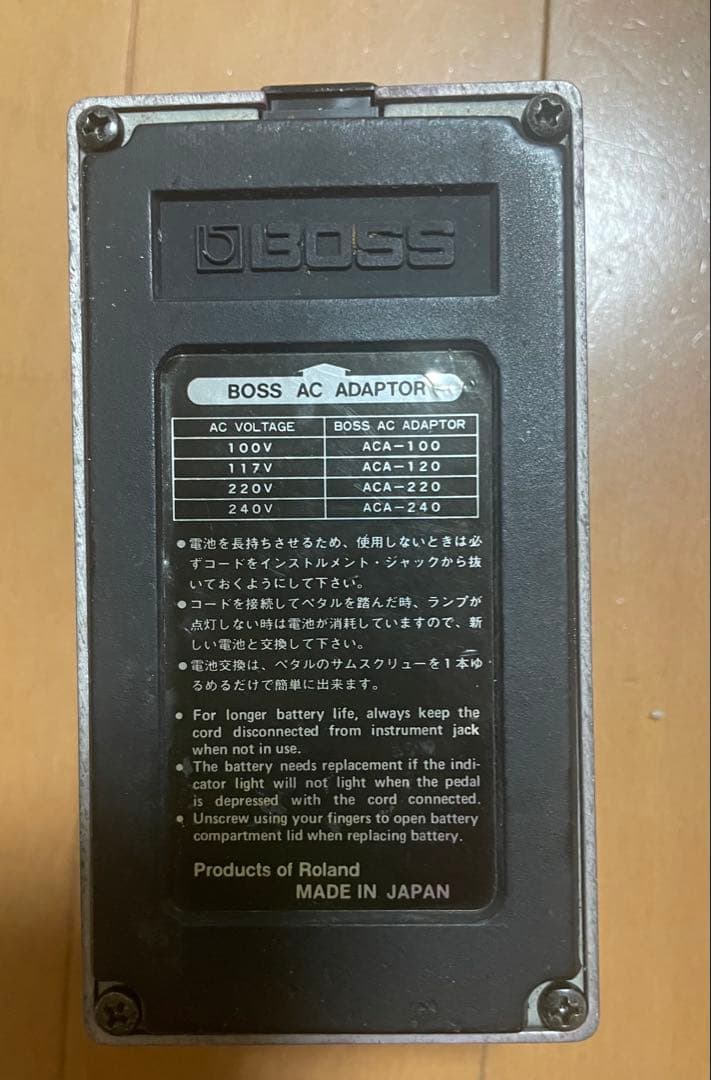 BOSS
BOSS AC ADAPTOR
AC VOLTAGE BOSS AC ADAPTOR
100V ACA-100
117V ACA-120
220V ACA-220
240V ACA-240
●電池を長持ちさせるため、使用しないときは必
ずコードをインストルメント・ジャックから抜
いておくようにして下さい。
●コードを接続してペタルを踏んだ時、ランプが
点灯しない時は電池が消耗していますので、新
しい電池と交換して下さい。
●電池交換は、ペタルのサムスクリューを1本ゆ
るめるだけで簡単に出来ます。
● For longer battery life, always keep the
cord disconnected from instrument jack
when not in use.
● The battery needs replacement if the indi-
cator light will not light when the pedal
is depressed with the cord connected.
● Unscrew using your fingers to open battery
compartment lid when replacing battery.
Products of Roland
MADE IN JAPAN